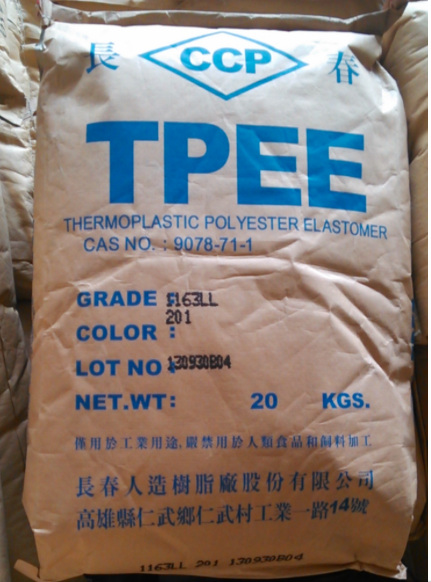 長 CCP 春
TPEE
THERMOPLASTIC POLYESTER ELASTOMER
CAS NO. : 9078-71-1
GRADE : 1163LL
201
COLOR :
LOT NO : 130930B04
NET.WT: 20 KGS.
僅用於工業用途,嚴禁用於人類食品和飼料加工
長春人造樹脂廠股份有限公司
高雄縣仁武鄉仁武村工業一路14號
1163LL 201 130930B04